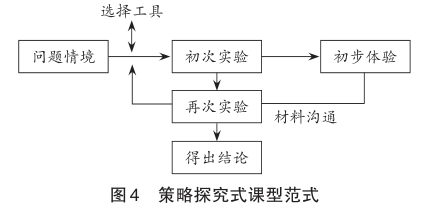 选择工具
问题情境
初次实验
初步体验
再次实验
材料沟通
得出结论
图4 策略探究式课型范式